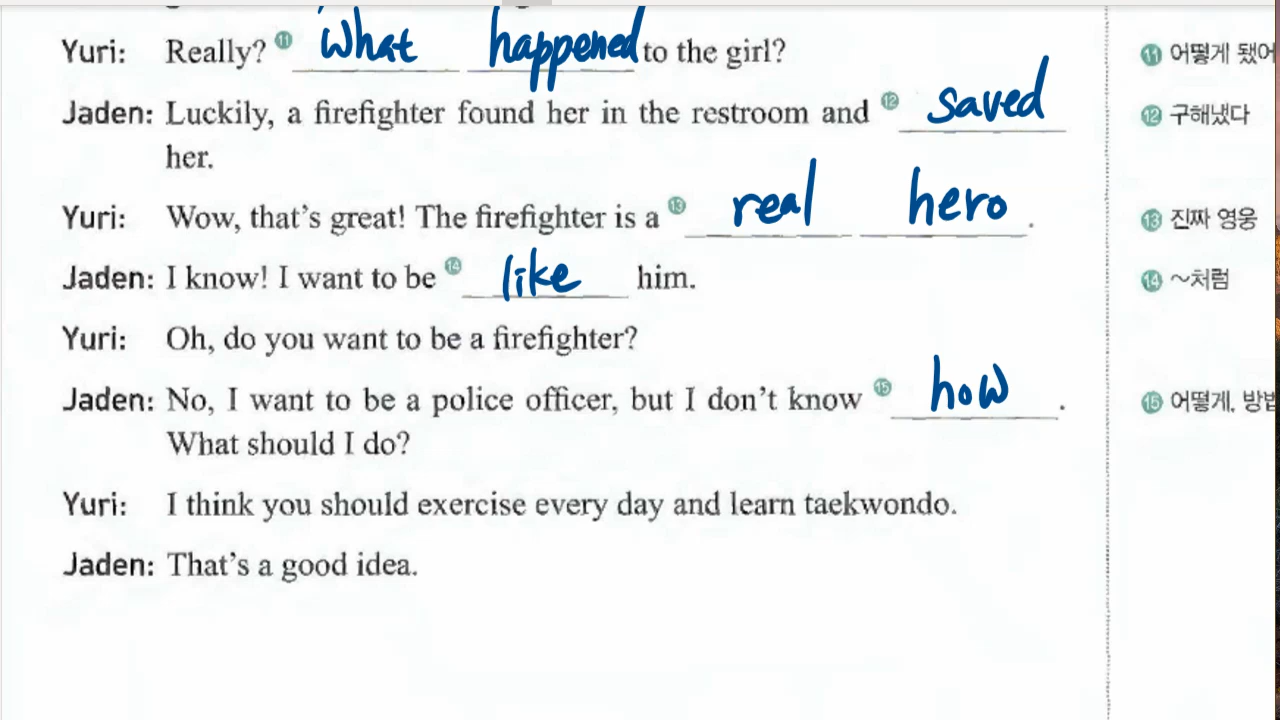 Yuri: Really? ⑪ what happened to the girl? ⑪ 어떻게 됐어
Jaden: Luckily, a firefighter found her in the restroom and ⑫ saved ⑫ 구해냈다
her.
Yuri: Wow, that's great! The firefighter is a ⑬ real hero. ⑬ 진짜 영웅
Jaden: I know! I want to be ⑭ like him. ⑭ ~처럼
Yuri: Oh, do you want to be a firefighter?
Jaden: No, I want to be a police officer, but I don't know ⑮ how. ⑮ 어떻게, 방법
What should I do?
Yuri: I think you should exercise every day and learn taekwondo.
Jaden: That's a good idea.